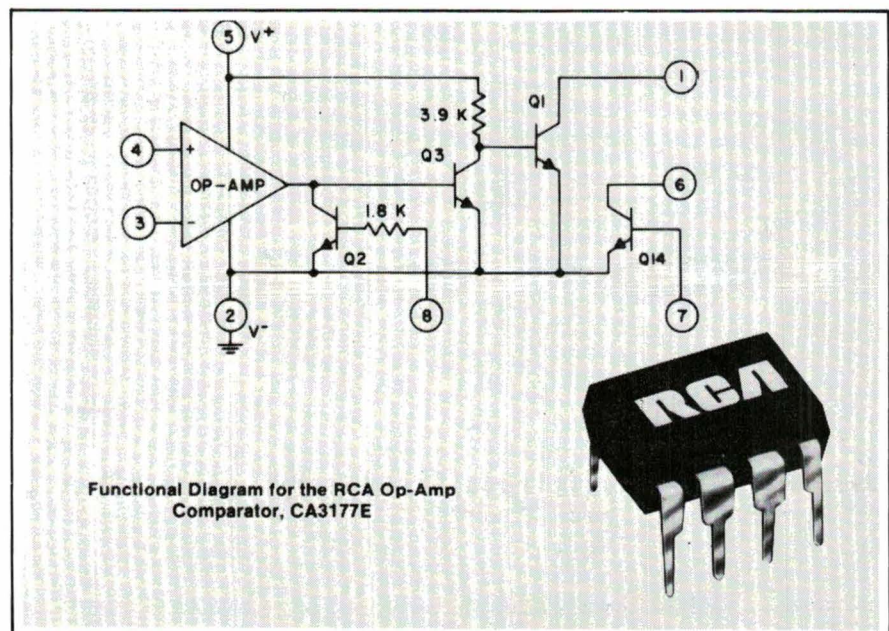 5 V+
1
Q1
3.9 K
4 +
Q3
6
OP-AMP
3 -
1.8 K
Q2
Q14
2 V-
8
7
RCA
Functional Diagram for the RCA Op-Amp
Comparator, CA3177E